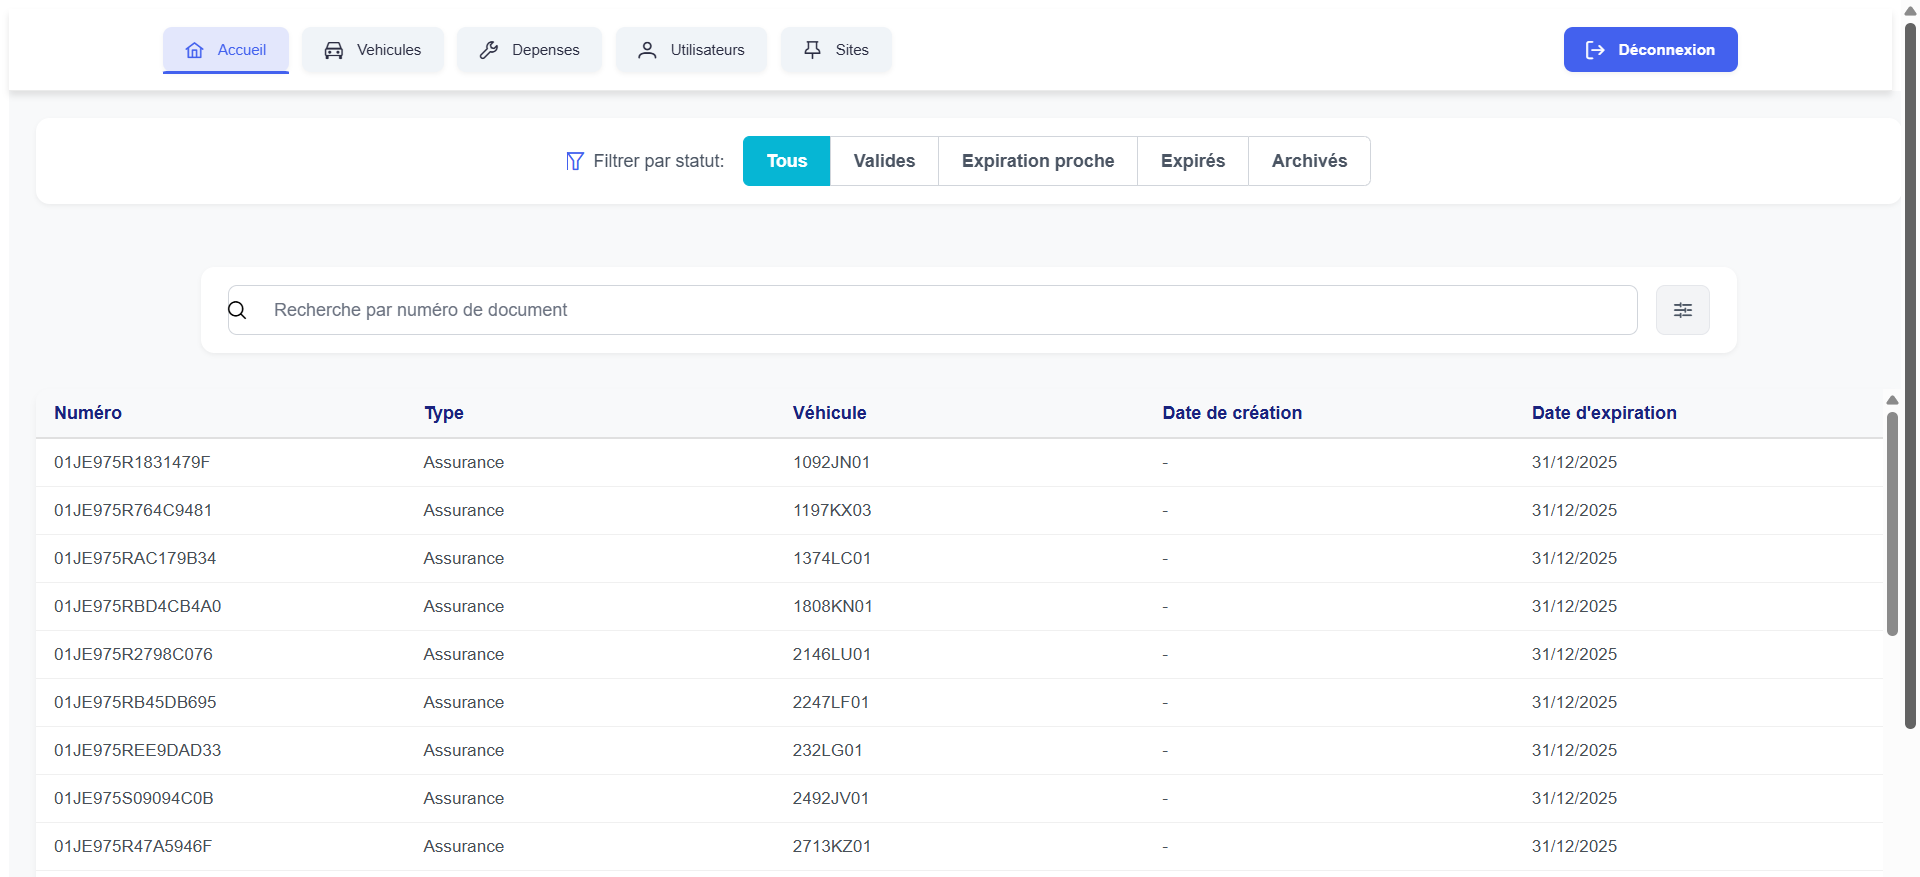 Accueil Vehicules Depenses Utilisateurs Sites Déconnexion
Filtrer par statut: Tous Valides Expiration proche Expirés Archivés
Recherche par numéro de document
Numéro Type Véhicule Date de création Date d'expiration
01JE975R1831479F Assurance 1092JN01 - 31/12/2025
01JE975R764C9481 Assurance 1197KX03 - 31/12/2025
01JE975RAC179B34 Assurance 1374LC01 - 31/12/2025
01JE975RBD4CB4A0 Assurance 1808KN01 - 31/12/2025
01JE975R2798C076 Assurance 2146LU01 - 31/12/2025
01JE975RB45DB695 Assurance 2247LF01 - 31/12/2025
01JE975REE9DAD33 Assurance 232LG01 - 31/12/2025
01JE975S09094C0B Assurance 2492JV01 - 31/12/2025
01JE975R47A5946F Assurance 2713KZ01 - 31/12/2025